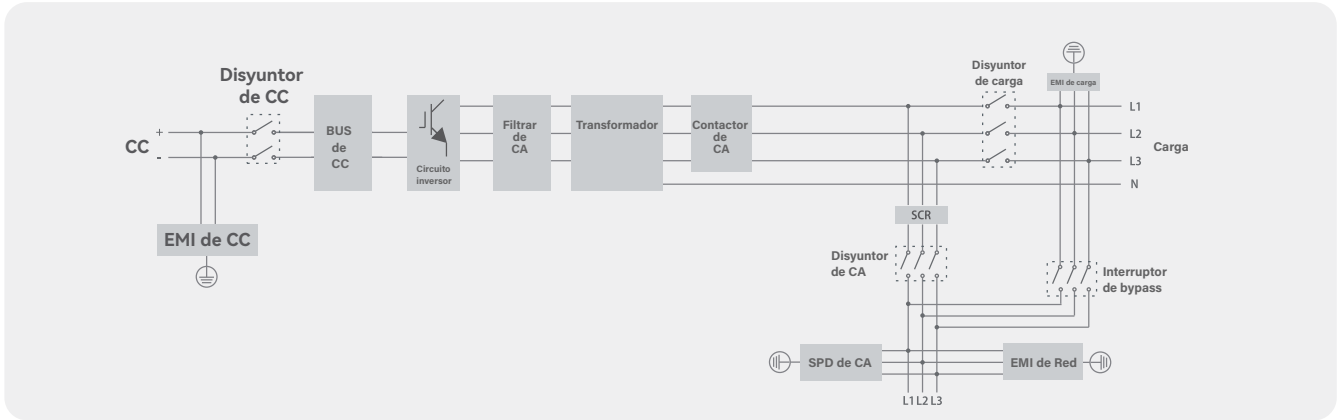 Disyuntor
de CC
CC
+
-
EMI de CC
BUS
de
CC
Circuito
inversor
Filtrar
de
CA
Transformador
Contactor
de
CA
Disyuntor
de carga
EMI de carga
L1
L2
L3
N
Carga
SCR
Disyuntor
de CA
Interruptor
de bypass
SPD de CA
EMI de Red
L1 L2 L3